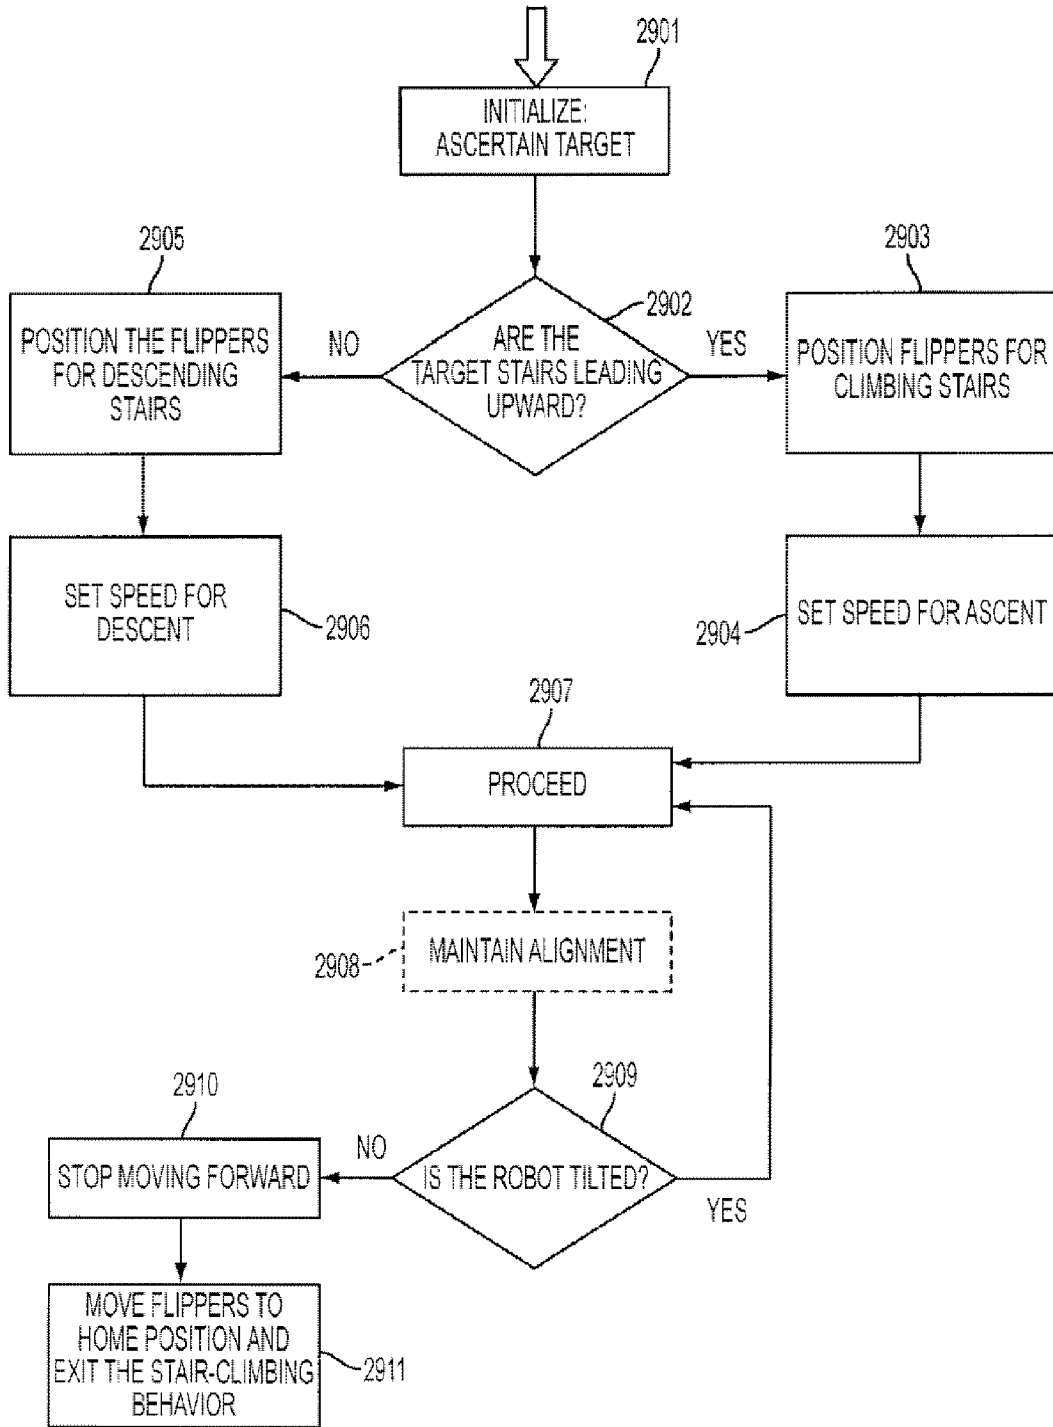 2901
INITIALIZE:
ASCERTAIN TARGET
2905
2903
2902
POSITION THE FLIPPERS
FOR DESCENDING
STAIRS
NO
ARE THE
TARGET STAIRS LEADING
UPWARD?
YES
POSITION FLIPPERS FOR
CLIMBING STAIRS
SET SPEED FOR
DESCENT
2906
2904
SET SPEED FOR ASCENT
2907
PROCEED
2908
MAINTAIN ALIGNMENT
2910
2909
STOP MOVING FORWARD
NO
IS THE ROBOT TILTED?
YES
MOVE FLIPPERS TO
HOME POSITION AND
EXIT THE STAIR-CLIMBING
BEHAVIOR
2911